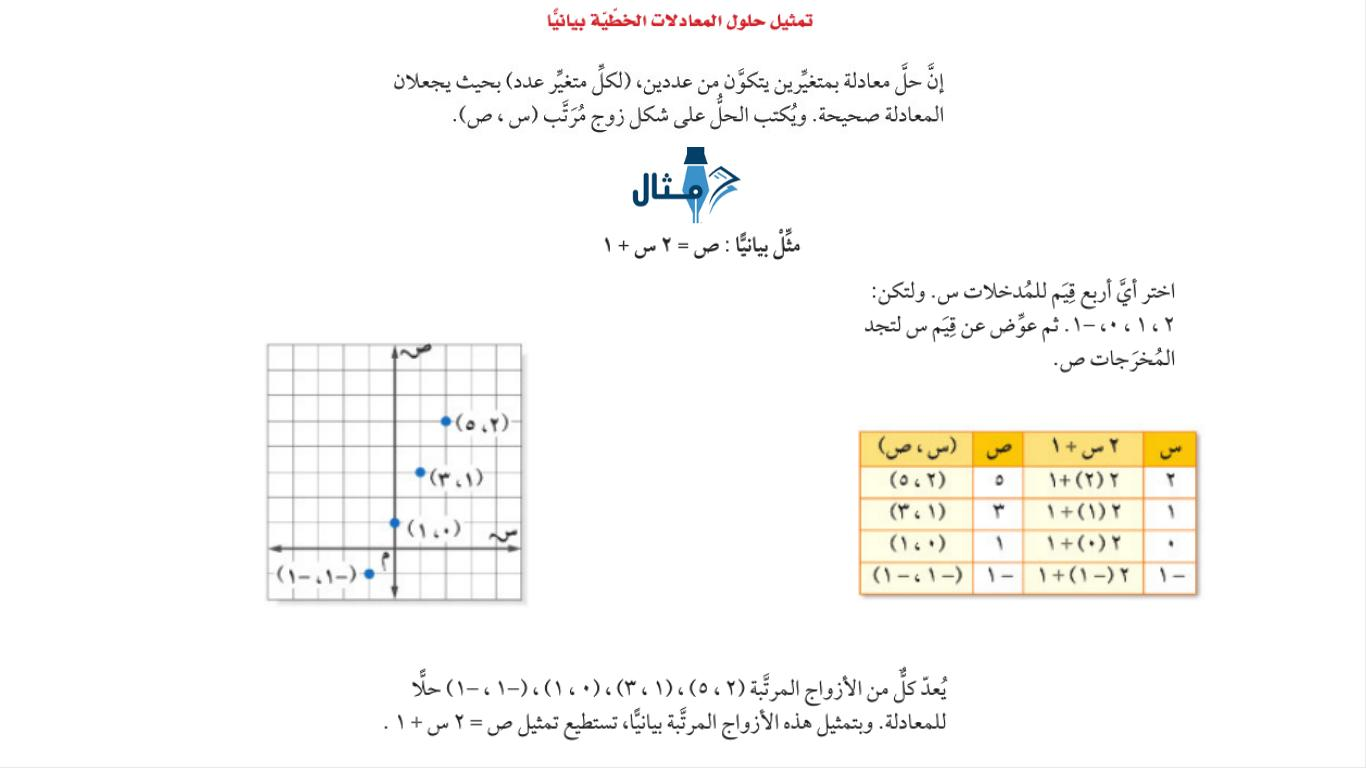 تمثيل حلول المعادلات الخطّيّة بيانيًّا
إنَّ حلَّ معادلة بمتغيِّرين يتكوَّن من عددين، (لكلِّ متغيِّر عدد) بحيث يجعلان
المعادلة صحيحة. ويُكتب الحلُّ على شكل زوج مُرَتَّب (س ، ص).
مثال
مثِّلْ بيانيًّا : ص = ٢ س + ١
اختر أيَّ أربع قِيَم للمُدخلات س. ولتكن:
٢ ، ١ ، ٠، –١. ثم عوِّض عن قِيَم س لتجد
المُخرَجات ص.
س ٢ س + ١ ص (س ، ص)
٢ ٢ (٢) + ١ ٥ (٢ ، ٥)
١ ٢ (١) + ١ ٣ (١ ، ٣)
٠ ٢ (٠) + ١ ١ (٠ ، ١)
–١ ٢ (–١) + ١ –١ (–١ ، –١)
ص
(٢، ٥)
(١، ٣)
(٠، ١)
س
م
(–١، –١)
يُعدّ كلٌّ من الأزواج المرتَّبة (٢ ، ٥) ، (١ ، ٣) ، (٠ ، ١) ، (–١ ، –١) حلًّا
للمعادلة. وبتمثيل هذه الأزواج المرتَّبة بيانيًّا، تستطيع تمثيل ص = ٢ س + ١ .